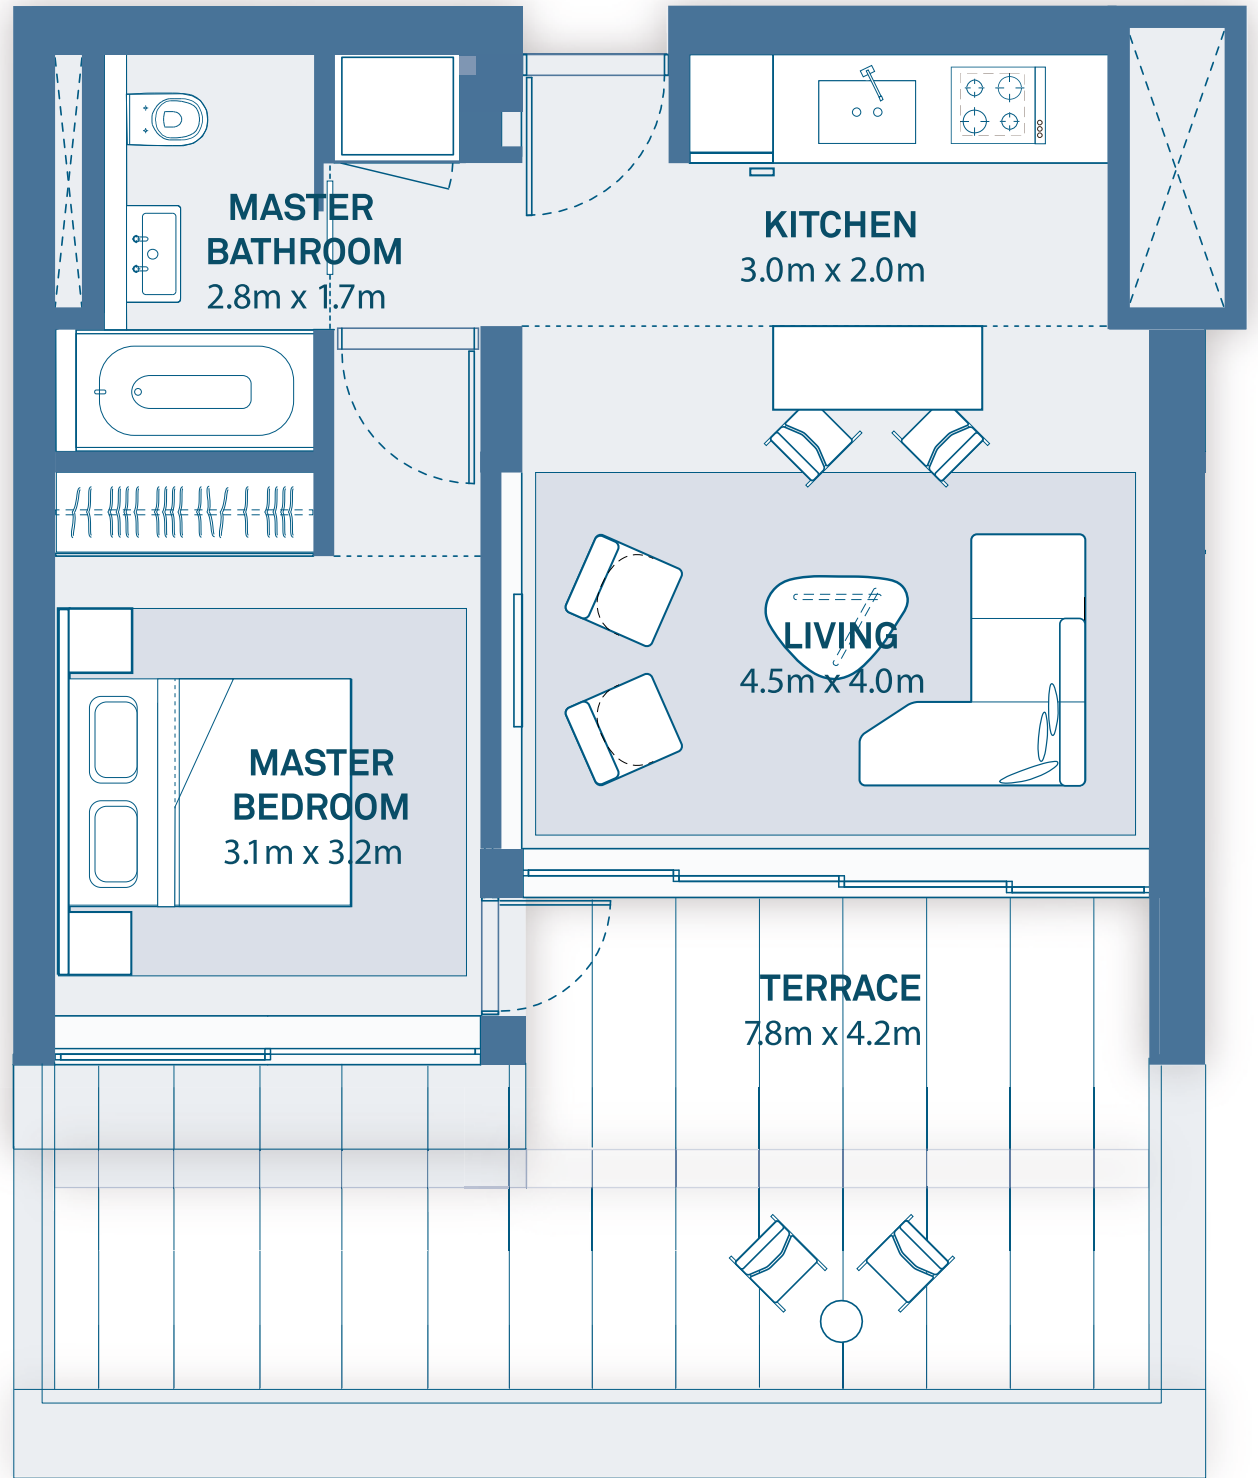 MASTER
BATHROOM
2.8m x 1.7m
KITCHEN
3.0m x 2.0m
LIVING
4.5m x 4.0m
MASTER
BEDROOM
3.1m x 3.2m
TERRACE
7.8m x 4.2m